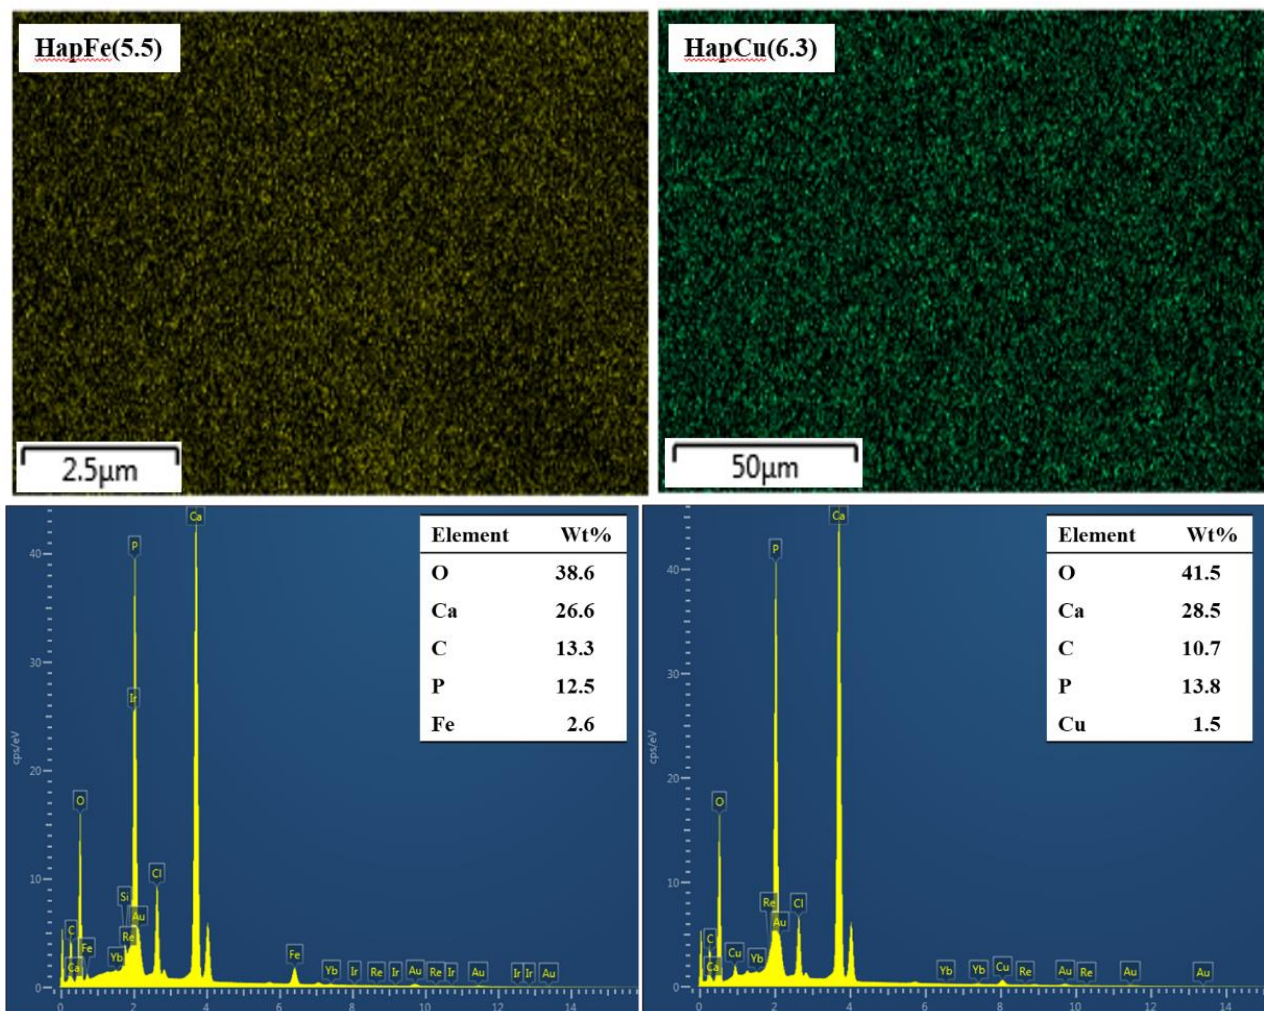 HapFe(5.5)
HapCu(6.3)
2.5μm
50μm
Element Wt%
O 38.6
Ca 26.6
C 13.3
P 12.5
Fe 2.6
Ca
P
Ir
O
Cl
Si
Au
C
Re
Fe
Yb
Ca
Fe
Yb Ir Re Ir Au Re Ir Au Ir Ir Au
40
30
20
10
0
cps/eV
0 2 4 6 8 10 12 14
Element Wt%
O 41.5
Ca 28.5
C 10.7
P 13.8
Cu 1.5
Ca
P
O
Re
Cl
Au
C
Cu
Yb
Ca
Yb Yb Cu Re Au Re Au Au
40
30
20
10
0
cps/eV
0 2 4 6 8 10 12 14